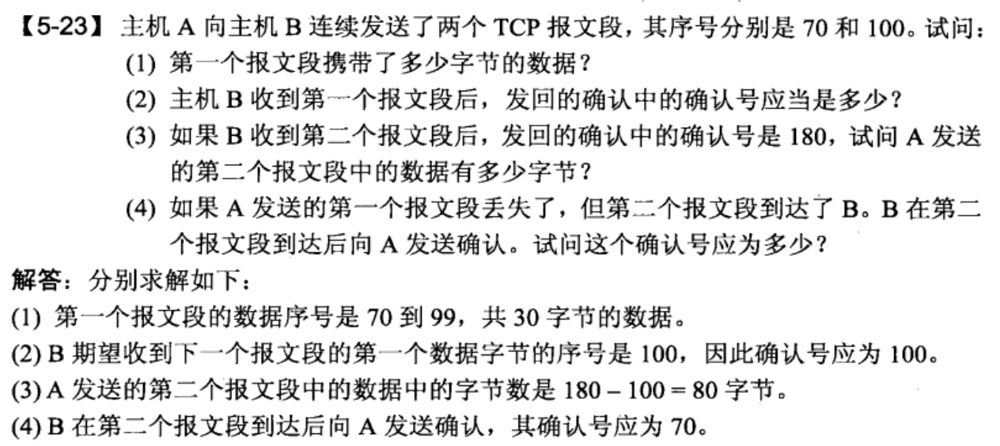 【5-23】 主机 A 向主机 B 连续发送了两个 TCP 报文段，其序号分别是 70 和 100。试问：
(1) 第一个报文段携带了多少字节的数据？
(2) 主机 B 收到第一个报文段后，发回的确认中的确认号应当是多少？
(3) 如果 B 收到第二个报文段后，发回的确认中的确认号是 180，试问 A 发送
的第二个报文段中的数据有多少字节？
(4) 如果 A 发送的第一个报文段丢失了，但第二个报文段到达了 B。B 在第二
个报文段到达后向 A 发送确认。试问这个确认号应为多少？
解答：分别求解如下：
(1) 第一个报文段的数据序号是 70 到 99，共 30 字节的数据。
(2) B 期望收到下一个报文段的第一个数据字节的序号是 100，因此确认号应为 100。
(3) A 发送的第二个报文段中的数据中的字节数是 180 – 100 = 80 字节。
(4) B 在第二个报文段到达后向 A 发送确认，其确认号应为 70。